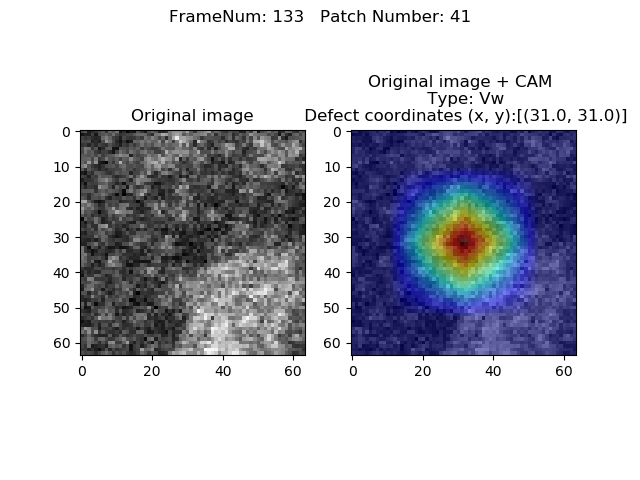 FrameNum: 133   Patch Number: 41
Original image
Original image + CAM
Type: Vw
Defect coordinates (x, y):[(31.0, 31.0)]
0
10
20
30
40
50
60
0 20 40 60
0
10
20
30
40
50
60
0 20 40 60